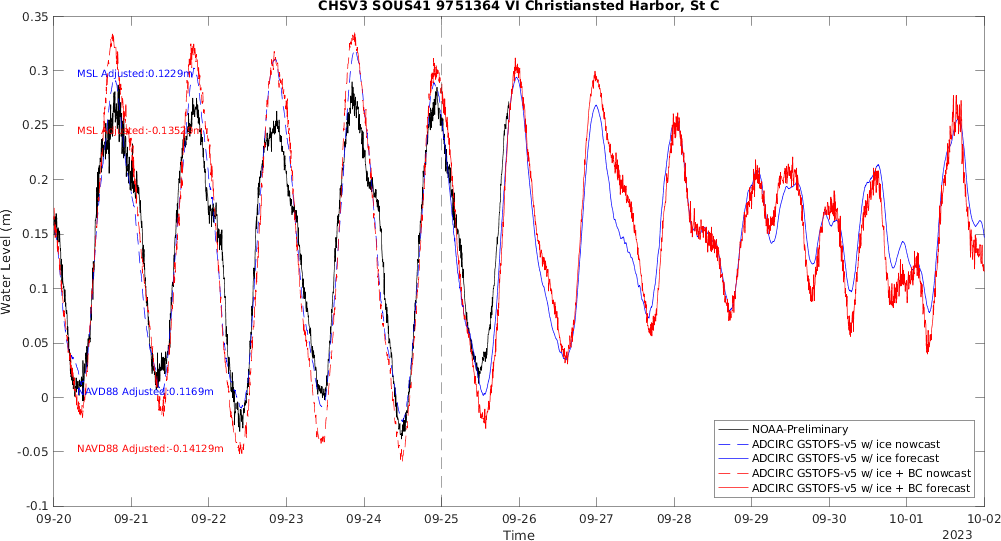 CHSV3 SOUS41 9751364 VI Christiansted Harbor, St C
0.35
0.3
0.25
0.2
0.15
0.1
0.05
0
-0.05
-0.1
Water Level (m)
MSL Adjusted:0.1229m
NAVD88 Adjusted:0.1169m
NAVD88 Adjusted:-0.14129m
NOAA-Preliminary
ADCIRC GSTOFS-v5 w/ ice nowcast
ADCIRC GSTOFS-v5 w/ ice forecast
ADCIRC GSTOFS-v5 w/ ice + BC nowcast
ADCIRC GSTOFS-v5 w/ ice + BC forecast
09-20 09-21 09-22 09-23 09-24 09-25 09-26 09-27 09-28 09-29 09-30 10-01 10-02
Time
2023